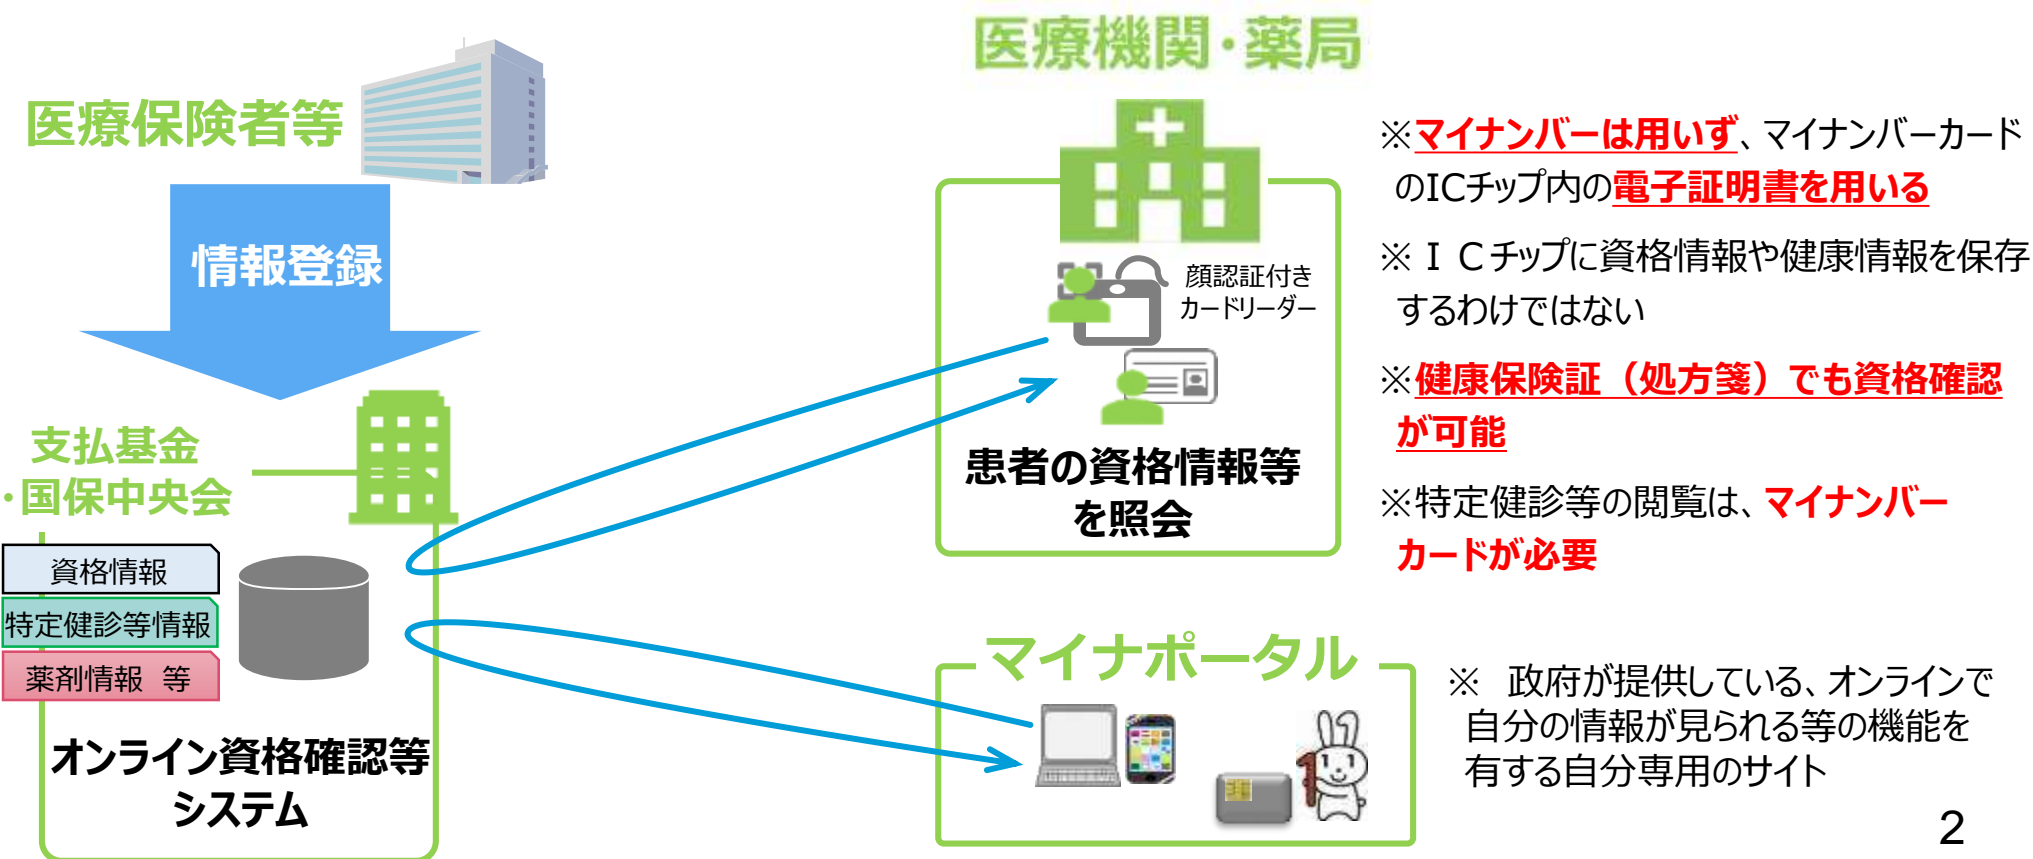 医療保険者等
情報登録
支払基金
・国保中央会
資格情報
特定健診等情報
薬剤情報 等
オンライン資格確認等
システム
医療機関・薬局
顔認証付き
カードリーダー
患者の資格情報等
を照会
※マイナンバーは用いず、マイナンバーカード
のICチップ内の電子証明書を用いる
※ＩＣチップに資格情報や健康情報を保存
するわけではない
※健康保険証（処方箋）でも資格確認
が可能
※特定健診等の閲覧は、マイナンバー
カードが必要
マイナポータル
1
※　政府が提供している、オンラインで
自分の情報が見られる等の機能を
有する自分専用のサイト
2